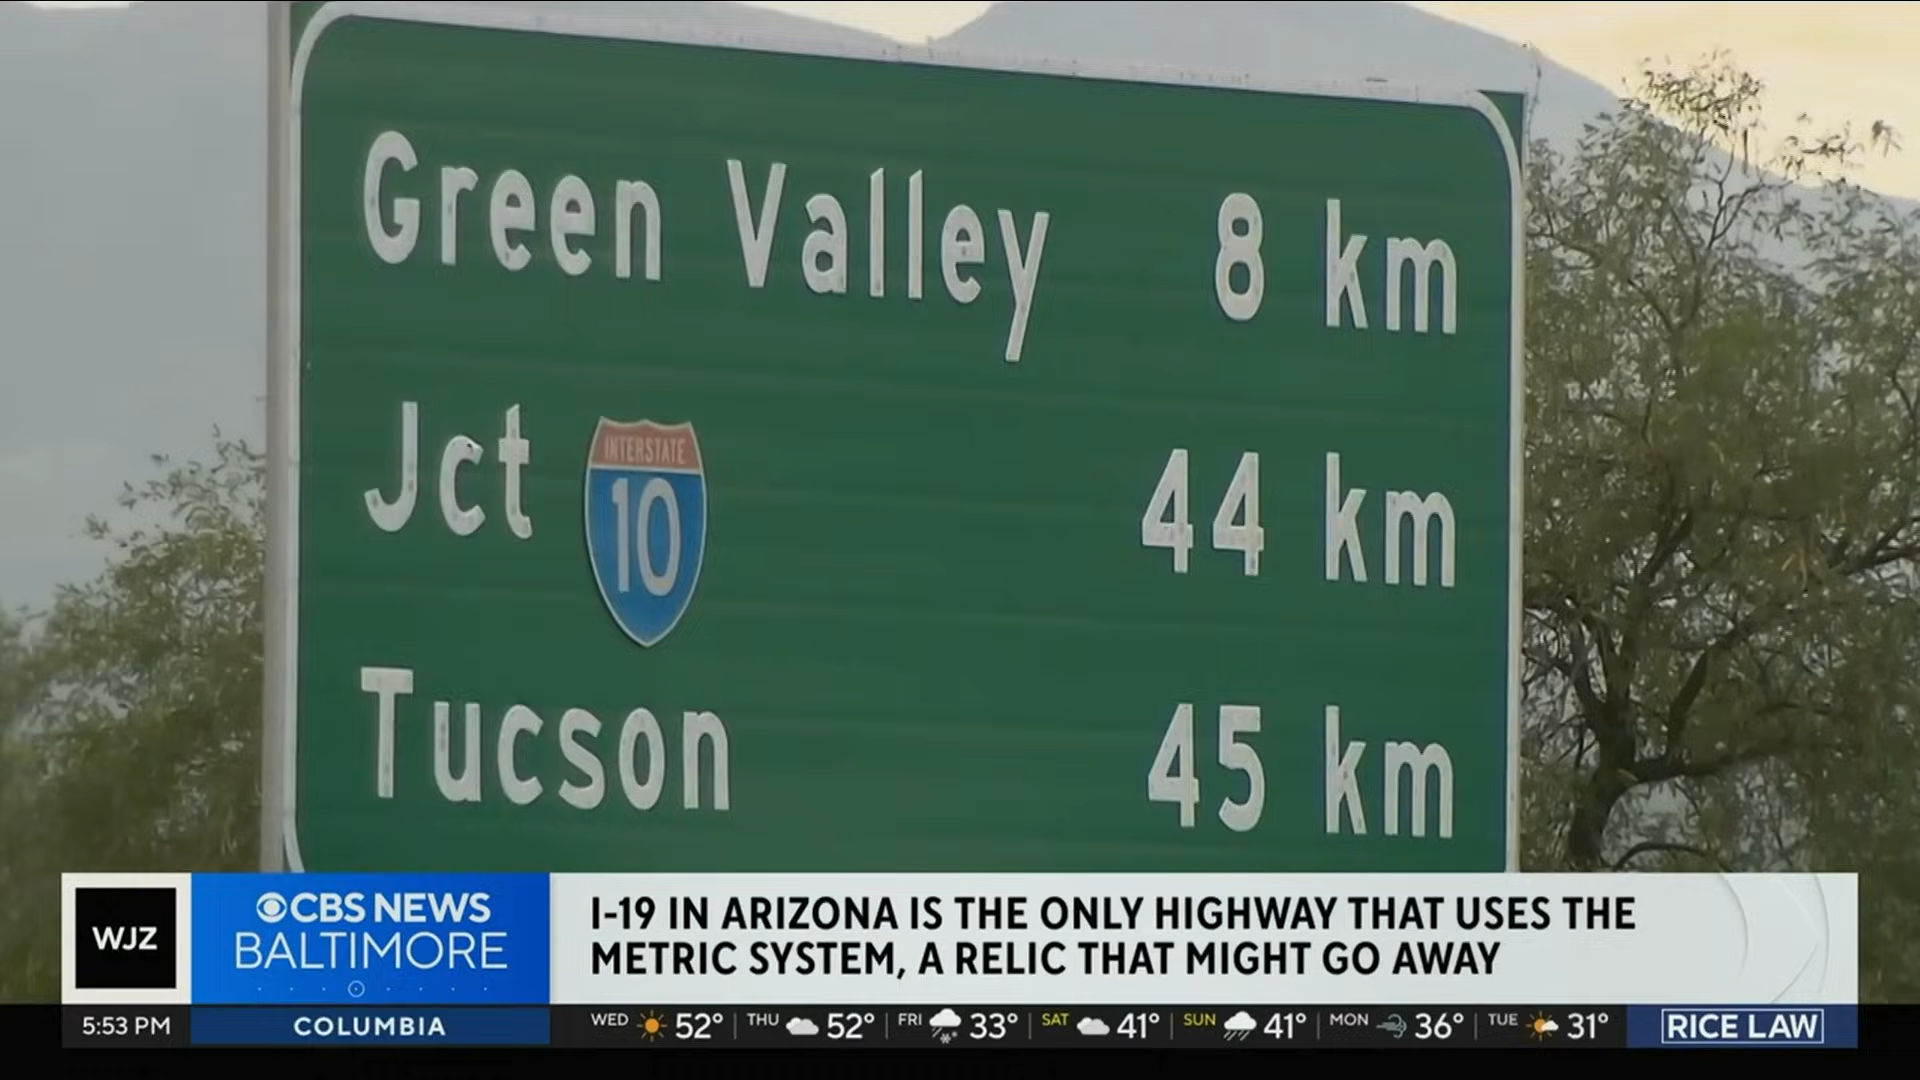 Green Valley 8 km
Jct INTERSTATE 10 44 km
Tucson 45 km
WJZ
CBS NEWS
BALTIMORE
I-19 IN ARIZONA IS THE ONLY HIGHWAY THAT USES THE
METRIC SYSTEM, A RELIC THAT MIGHT GO AWAY
5:53 PM COLUMBIA WED 52° THU 52° FRI 33° SAT 41° SUN 41° MON 36° TUE 31° RICE LAW